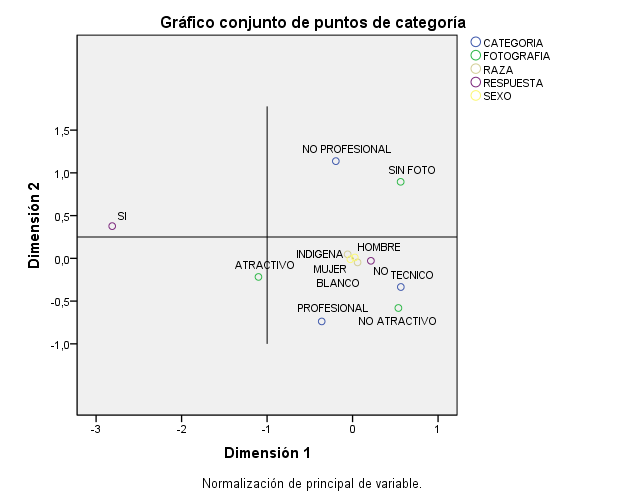 Gráfico conjunto de puntos de categoría
CATEGORIA
FOTOGRAFIA
RAZA
RESPUESTA
SEXO
Dimensión 2
1,5
1,0
0,5
0,0
-0,5
-1,0
NO PROFESIONAL
SIN FOTO
SI
HOMBRE
INDIGENA
ATRACTIVO
MUJER
NO
TECNICO
BLANCO
PROFESIONAL
NO ATRACTIVO
-3
-2
-1
0
1
Dimensión 1
Normalización de principal de variable.